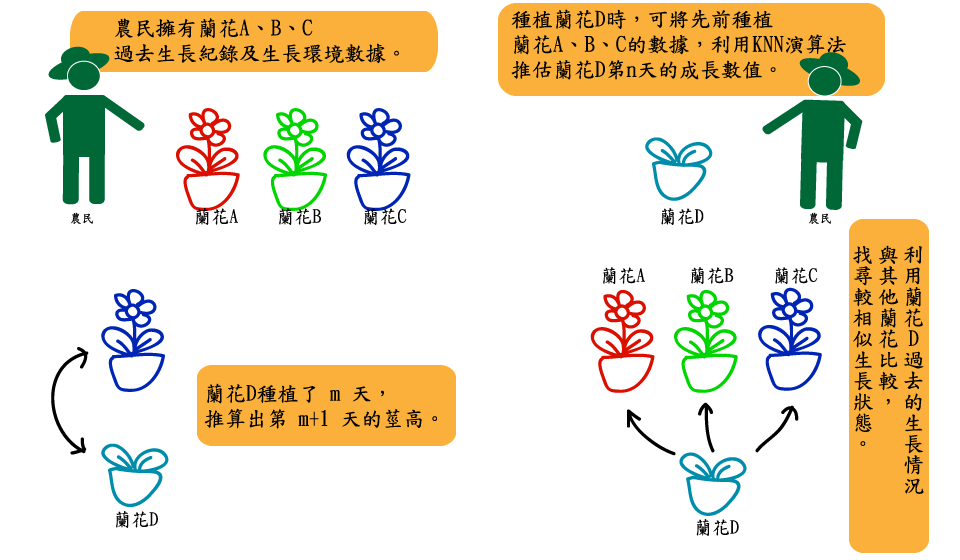 農民擁有蘭花A、B、C
過去生長紀錄及生長環境數據。
農民
蘭花A
蘭花B
蘭花C
種植蘭花D時，可將先前種植
蘭花A、B、C的數據，利用KNN演算法
推估蘭花D第n天的成長數值。
蘭花D
農民
蘭花A
蘭花B
蘭花C
利用蘭花D過去的生長情況
與其他蘭花比較，
找尋較相似生長狀態。
蘭花D
蘭花D種植了 m 天，
推算出第 m+1 天的莖高。
蘭花D